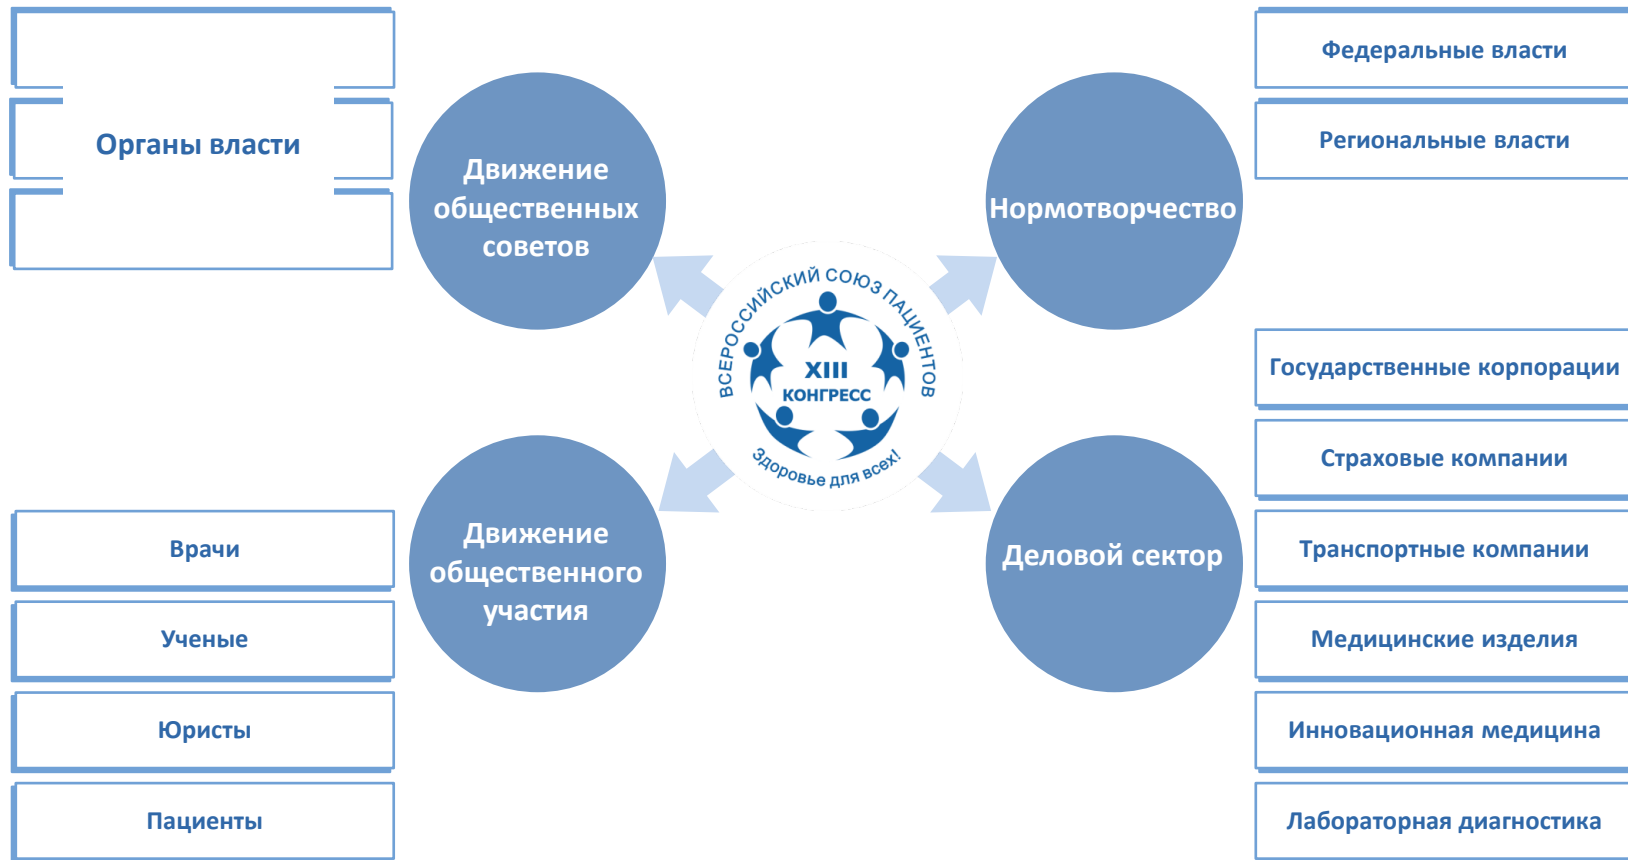 Органы власти
Движение
общественных
советов
Нормотворчество
Федеральные власти
Региональные власти
ВСЕРОССИЙСКИЙ СОЮЗ ПАЦИЕНТОВ
XIII
КОНГРЕСС
Здоровье для всех!
Движение
общественного
участия
Врачи
Ученые
Юристы
Пациенты
Деловой сектор
Государственные корпорации
Страховые компании
Транспортные компании
Медицинские изделия
Инновационная медицина
Лабораторная диагностика